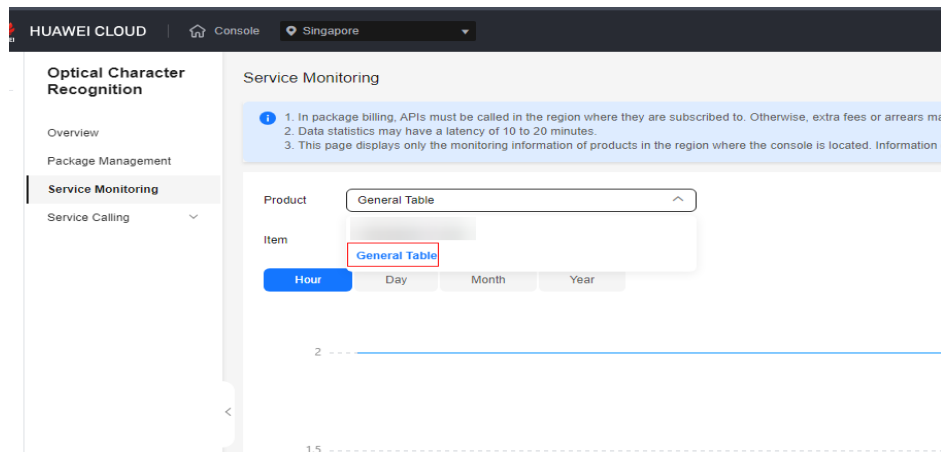 HUAWEI CLOUD
Console
Singapore
Optical Character
Recognition
Overview
Package Management
Service Monitoring
Service Calling
Service Monitoring
1. In package billing, APIs must be called in the region where they are subscribed to. Otherwise, extra fees or arrears ma
2. Data statistics may have a latency of 10 to 20 minutes.
3. This page displays only the monitoring information of products in the region where the console is located. Information
Product
General Table
Item
General Table
Hour
Day
Month
Year
2
1.5